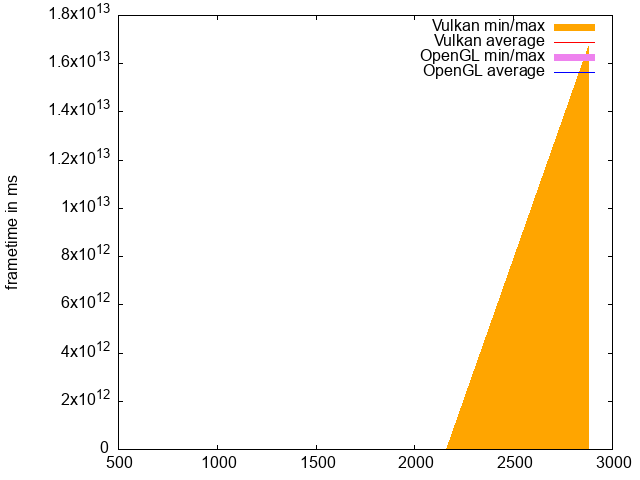 Vulkan min/max
Vulkan average
OpenGL min/max
OpenGL average
frametime in ms
1.8x10^13
1.6x10^13
1.4x10^13
1.2x10^13
1x10^13
8x10^12
6x10^12
4x10^12
2x10^12
0
500 1000 1500 2000 2500 3000